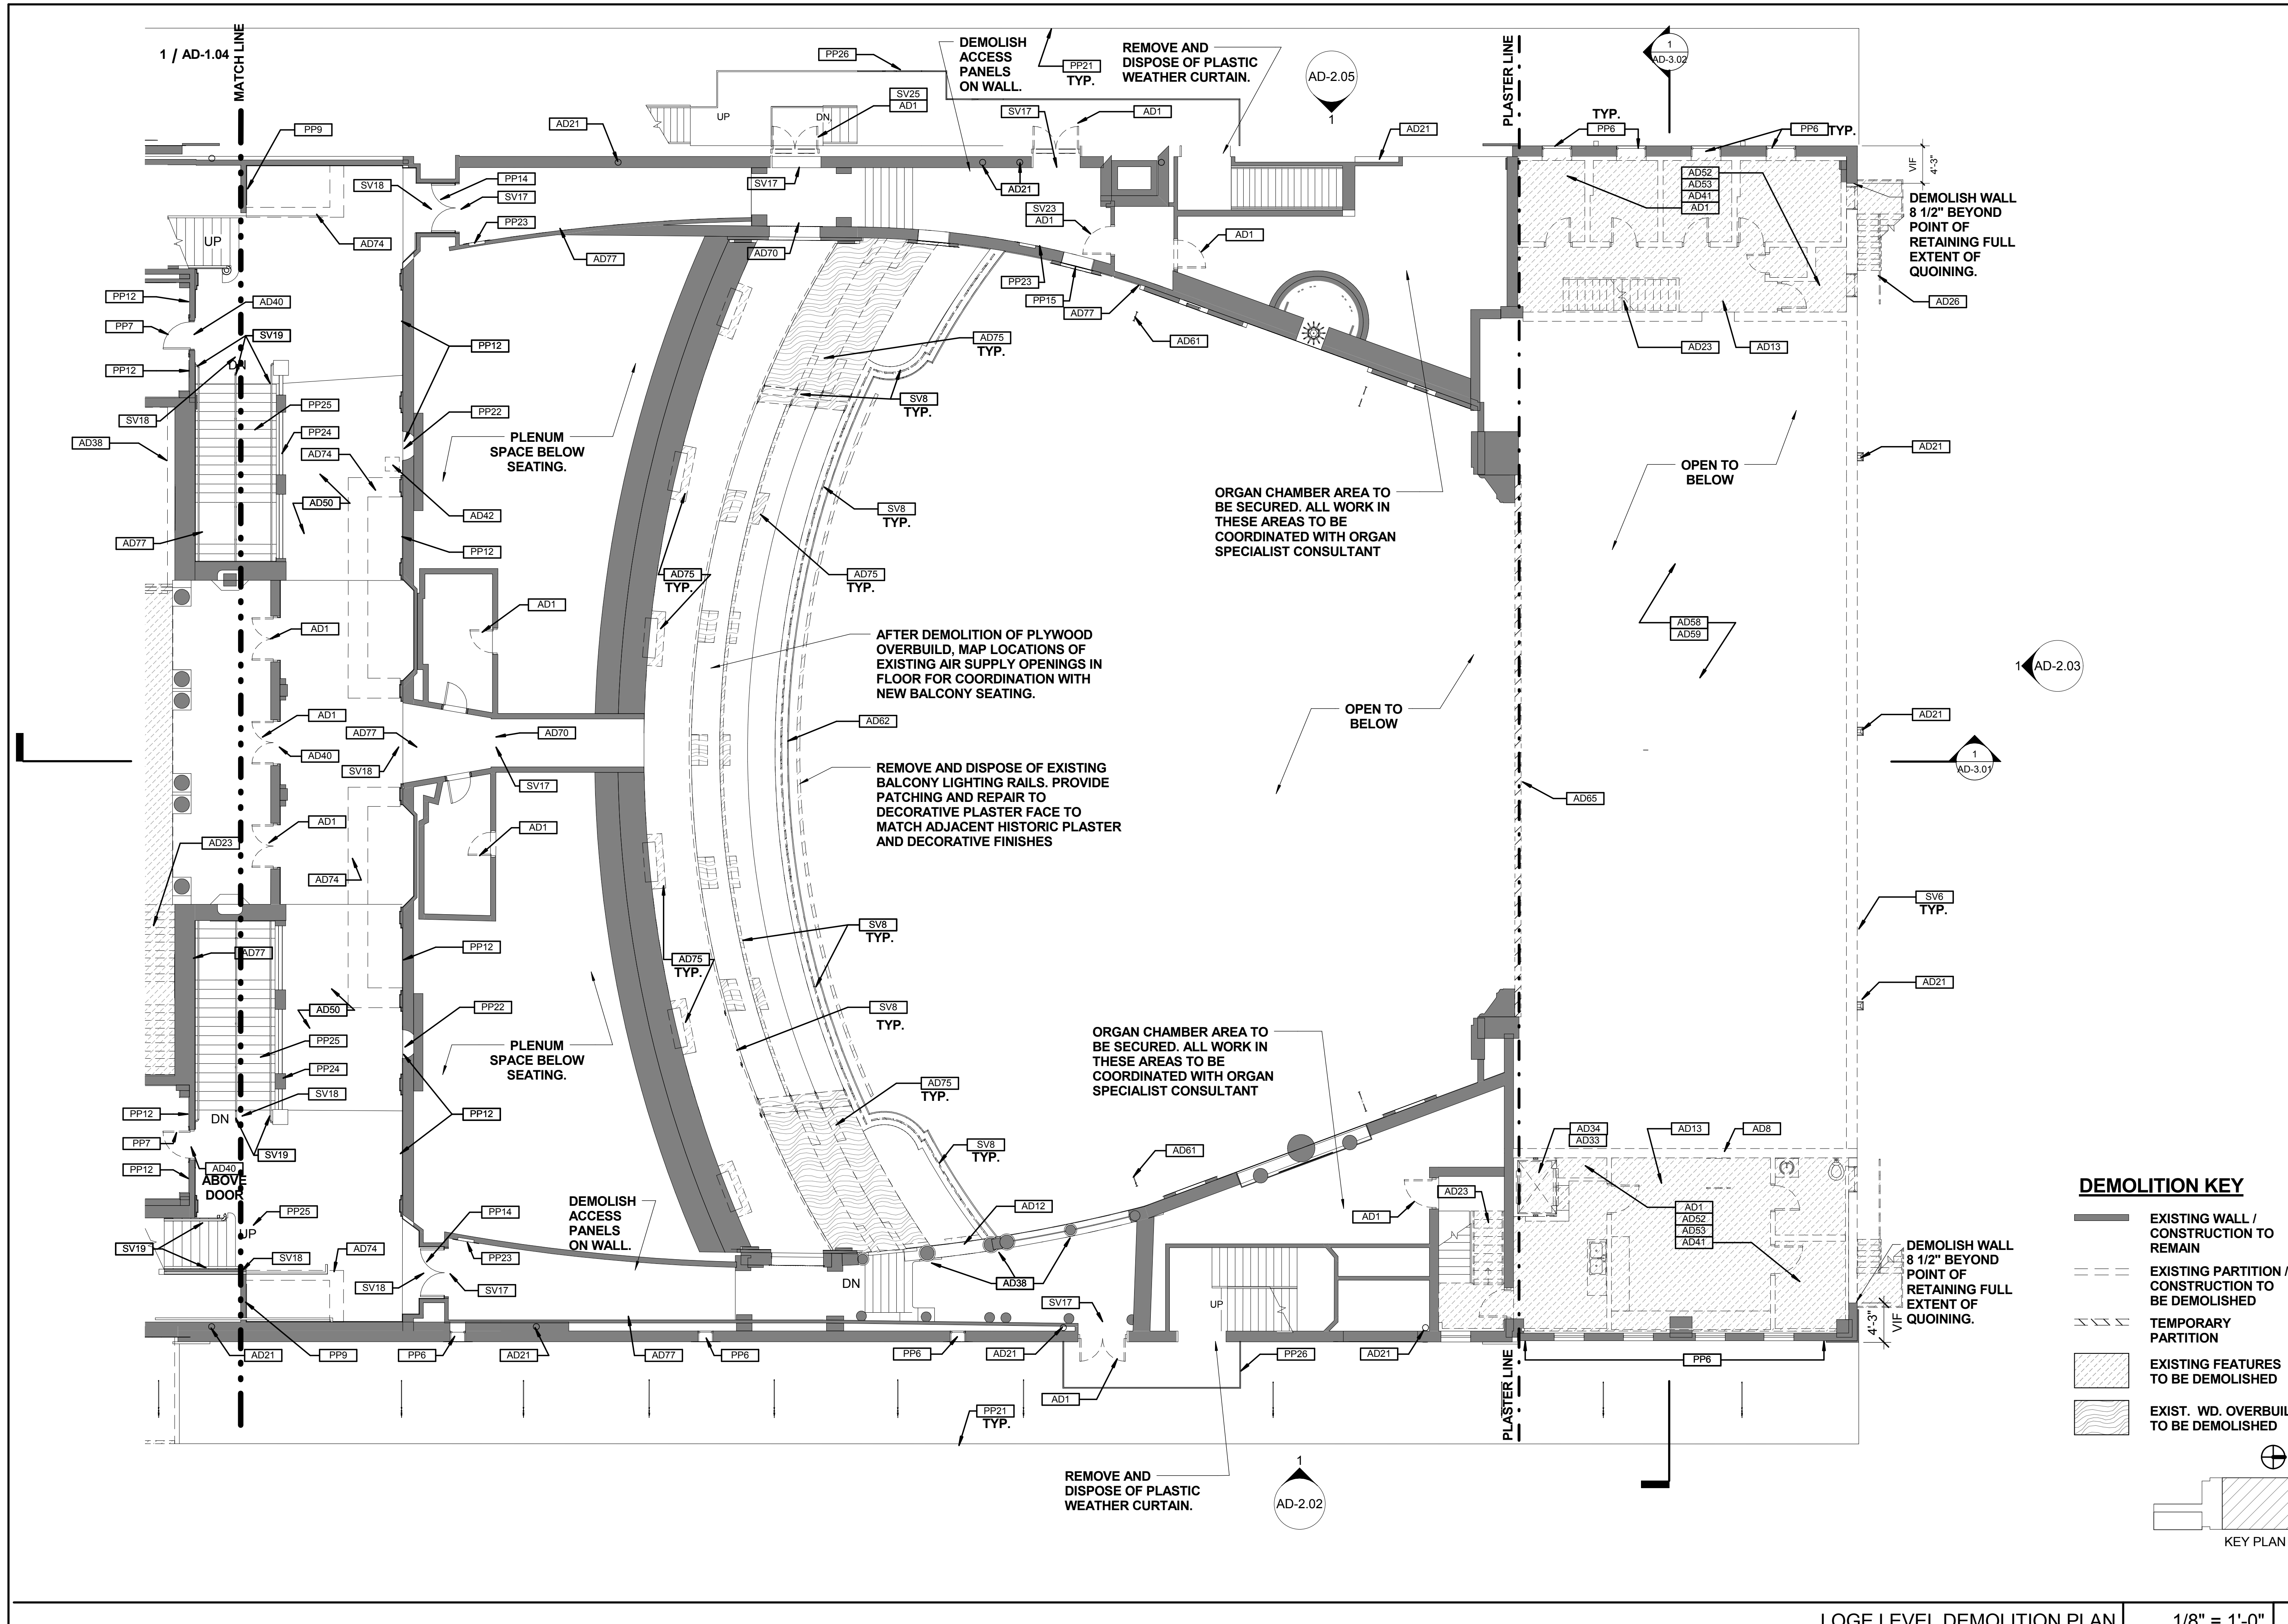 1 / AD-1.04
MATCH LINE
PP26
DEMOLISH
ACCESS
PANELS
ON WALL.
PP21
TYP.
REMOVE AND
DISPOSE OF PLASTIC
WEATHER CURTAIN.
AD-2.05
1
PLASTER LINE
1
AD-3.02
SV25
AD1
UP
DN
SV17
AD1
AD21
PP9
AD21
TYP.
PP6
PP6
TYP.
VIF
4'-3"
SV18
PP14
SV17
PP23
SV17
AD21
SV23
AD1
AD1
AD52
AD53
AD41
AD1
DEMOLISH WALL
8 1/2" BEYOND
POINT OF
RETAINING FULL
EXTENT OF
QUOINING.
UP
AD74
AD77
AD70
PP23
PP15
AD77
AD61
AD26
PP12
AD40
PP7
SV19
DN
PP12
PP12
AD75
TYP.
AD23
AD13
SV18
PP25
PP22
SV8
TYP.
AD38
PP24
AD74
PLENUM
SPACE BELOW
SEATING.
OPEN TO
BELOW
AD21
AD50
AD42
SV8
TYP.
ORGAN CHAMBER AREA TO
BE SECURED. ALL WORK IN
THESE AREAS TO BE
COORDINATED WITH ORGAN
SPECIALIST CONSULTANT
AD77
PP12
AD75
TYP.
AD75
TYP.
AD1
AD1
AD58
AD59
AFTER DEMOLITION OF PLYWOOD
OVERBUILD, MAP LOCATIONS OF
EXISTING AIR SUPPLY OPENINGS IN
FLOOR FOR COORDINATION WITH
NEW BALCONY SEATING.
1
AD-2.03
AD1
AD77
AD70
AD62
OPEN TO
BELOW
AD21
AD40
SV18
SV17
1
AD-3.01
REMOVE AND DISPOSE OF EXISTING
BALCONY LIGHTING RAILS. PROVIDE
PATCHING AND REPAIR TO
DECORATIVE PLASTER FACE TO
MATCH ADJACENT HISTORIC PLASTER
AND DECORATIVE FINISHES
AD65
AD1
AD1
AD23
AD74
SV6
TYP.
SV8
TYP.
AD77
PP12
AD75
TYP.
AD21
AD50
PP22
SV8
TYP.
PP25
PLENUM
SPACE BELOW
SEATING.
ORGAN CHAMBER AREA TO
BE SECURED. ALL WORK IN
THESE AREAS TO BE
COORDINATED WITH ORGAN
SPECIALIST CONSULTANT
PP24
SV18
AD75
TYP.
PP12
DN
PP12
PP7
SV19
SV8
TYP.
AD61
AD34
AD33
AD13
AD8
PP12
AD40
ABOVE
DOOR
PP25
UP
SV19
SV18
AD74
PP14
PP23
SV18
SV17
DEMOLISH
ACCESS
PANELS
ON WALL.
DN
AD12
AD38
SV17
AD1
AD23
UP
AD1
AD52
AD53
AD41
DEMOLISH WALL
8 1/2" BEYOND
POINT OF
RETAINING FULL
EXTENT OF
QUOINING.
4'-3"
VIF
AD21
PP9
PP6
AD21
AD77
PP6
PP6
AD21
PP26
AD21
PP6
AD1
PP21
TYP.
PLASTER LINE
REMOVE AND
DISPOSE OF PLASTIC
WEATHER CURTAIN.
1
AD-2.02
DEMOLITION KEY
EXISTING WALL /
CONSTRUCTION TO
REMAIN
EXISTING PARTITION /
CONSTRUCTION TO
BE DEMOLISHED
TEMPORARY
PARTITION
EXISTING FEATURES
TO BE DEMOLISHED
EXIST. WD.
TO BE DEMOLISHED
KEY PLAN
LOGE LEVEL DEMOLITION PLAN
1/8" = 1'-0"